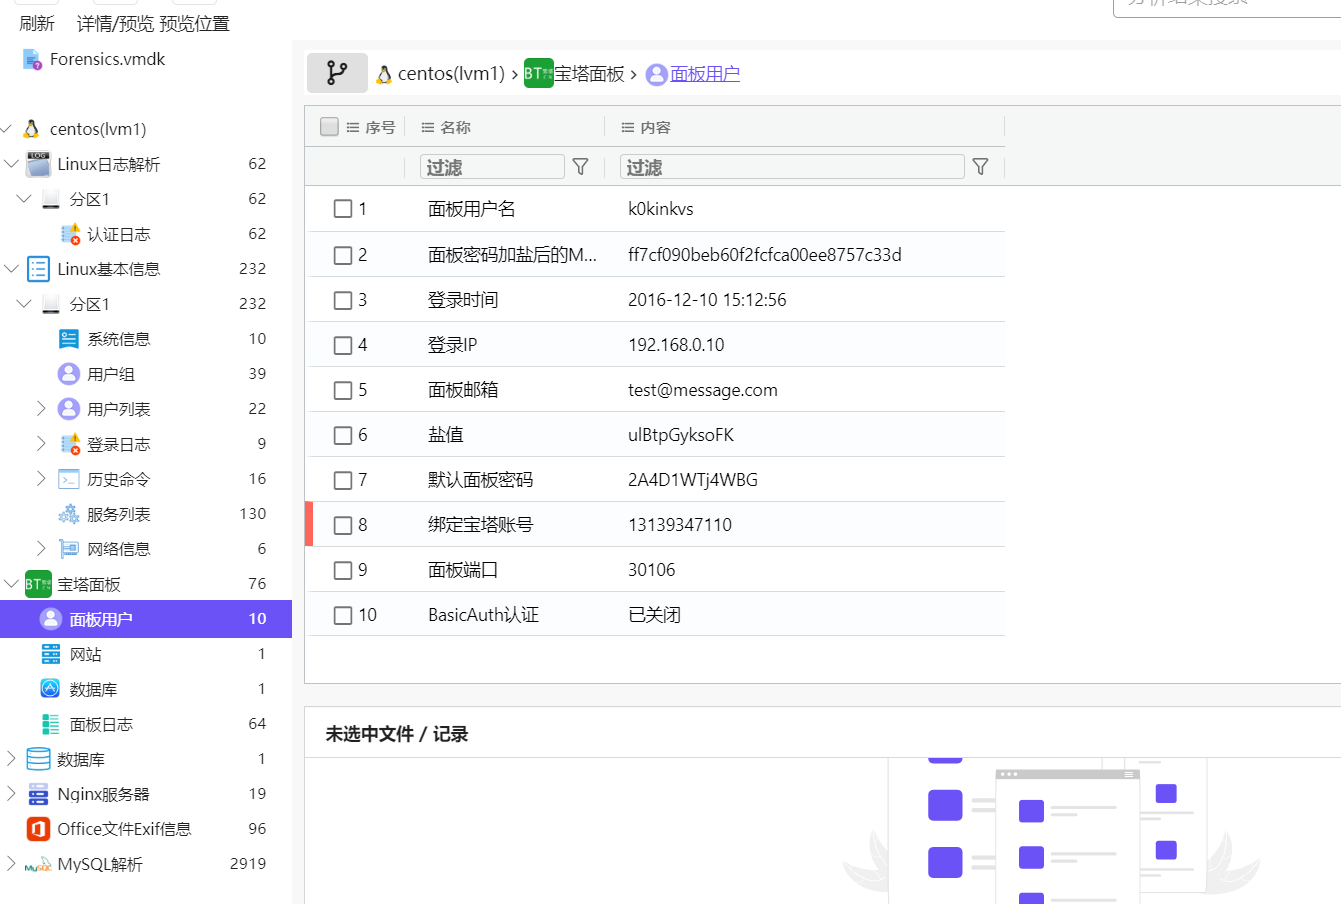 刷新 详情/预览 预览位置
Forensics.vmdk
centos(lvm1)
Linux日志解析 62
分区1 62
认证日志 62
Linux基本信息 232
分区1 232
系统信息 10
用户组 39
用户列表 22
登录日志 9
历史命令 16
服务列表 130
网络信息 6
宝塔面板 76
面板用户 10
网站 1
数据库 1
面板日志 64
数据库 1
Nginx服务器 19
Office文件Exif信息 96
MySQL解析 2919
centos(lvm1) › BT 宝塔面板 › 面板用户
序号 名称 内容
过滤 过滤
1 面板用户名 k0kinkvs
2 面板密码加盐后的M... ff7cf090beb60f2fcfca00ee8757c33d
3 登录时间 2016-12-10 15:12:56
4 登录IP 192.168.0.10
5 面板邮箱 test@message.com
6 盐值 ulBtpGyksoFK
7 默认面板密码 2A4D1WTj4WBG
8 绑定宝塔账号 13139347110
9 面板端口 30106
10 BasicAuth认证 已关闭
未选中文件 / 记录